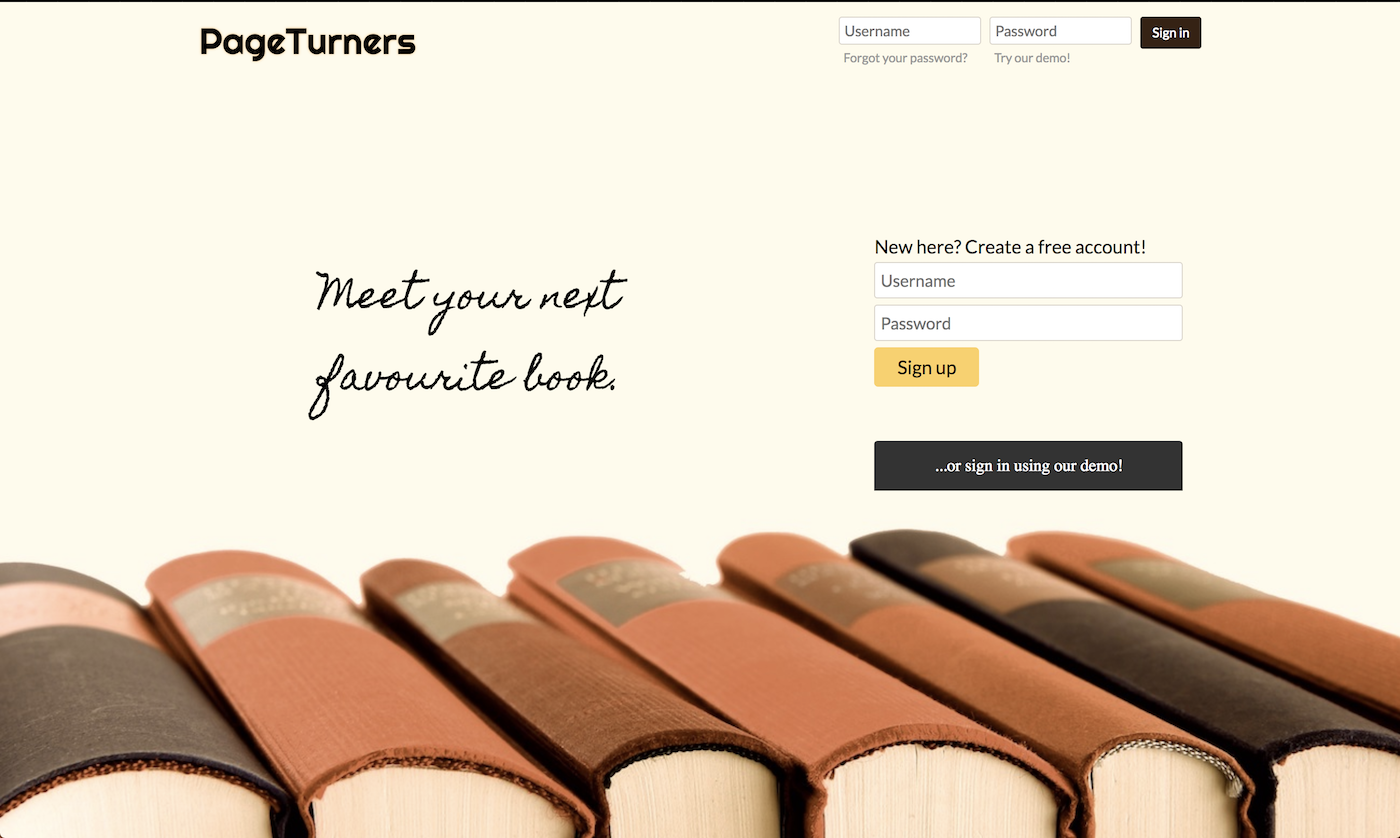 PageTurners
Username
Password
Sign in
Forgot your password?
Try our demo!
Meet your next
favourite book.
New here? Create a free account!
Username
Password
Sign up
...or sign in using our demo!